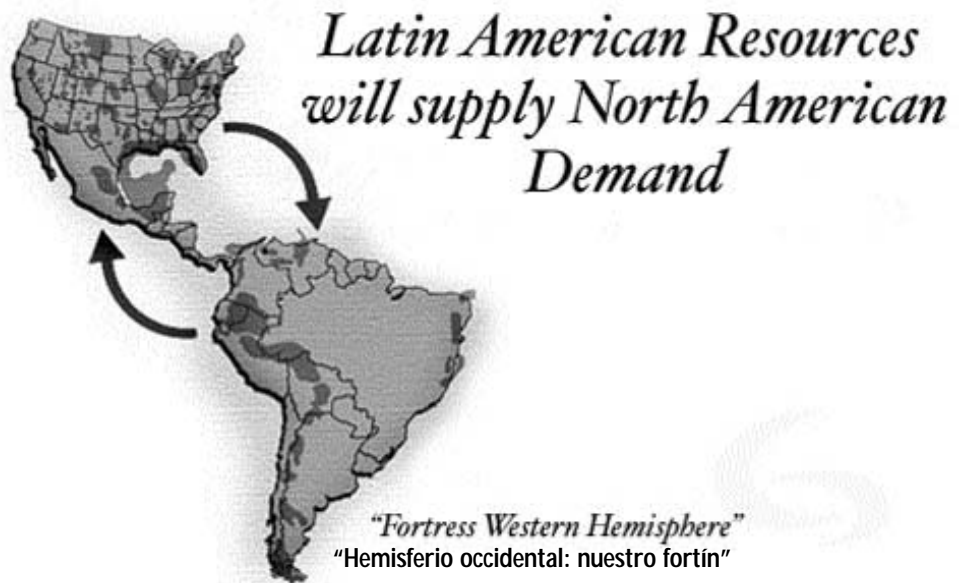 Latin American Resources
will supply North American
Demand
“Fortress Western Hemisphere”
“Hemisferio occidental: nuestro fortín”